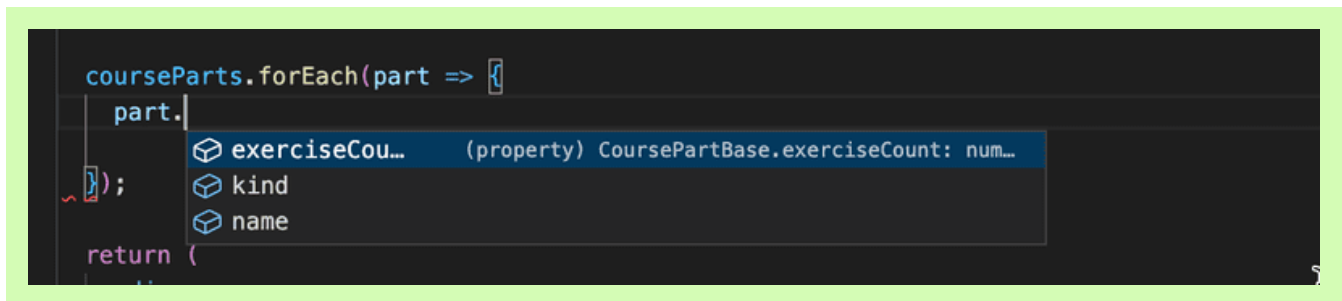 courseParts.forEach(part => {
part.
exerciseCou… (property) CoursePartBase.exerciseCount: num…
kind
});
name
return (